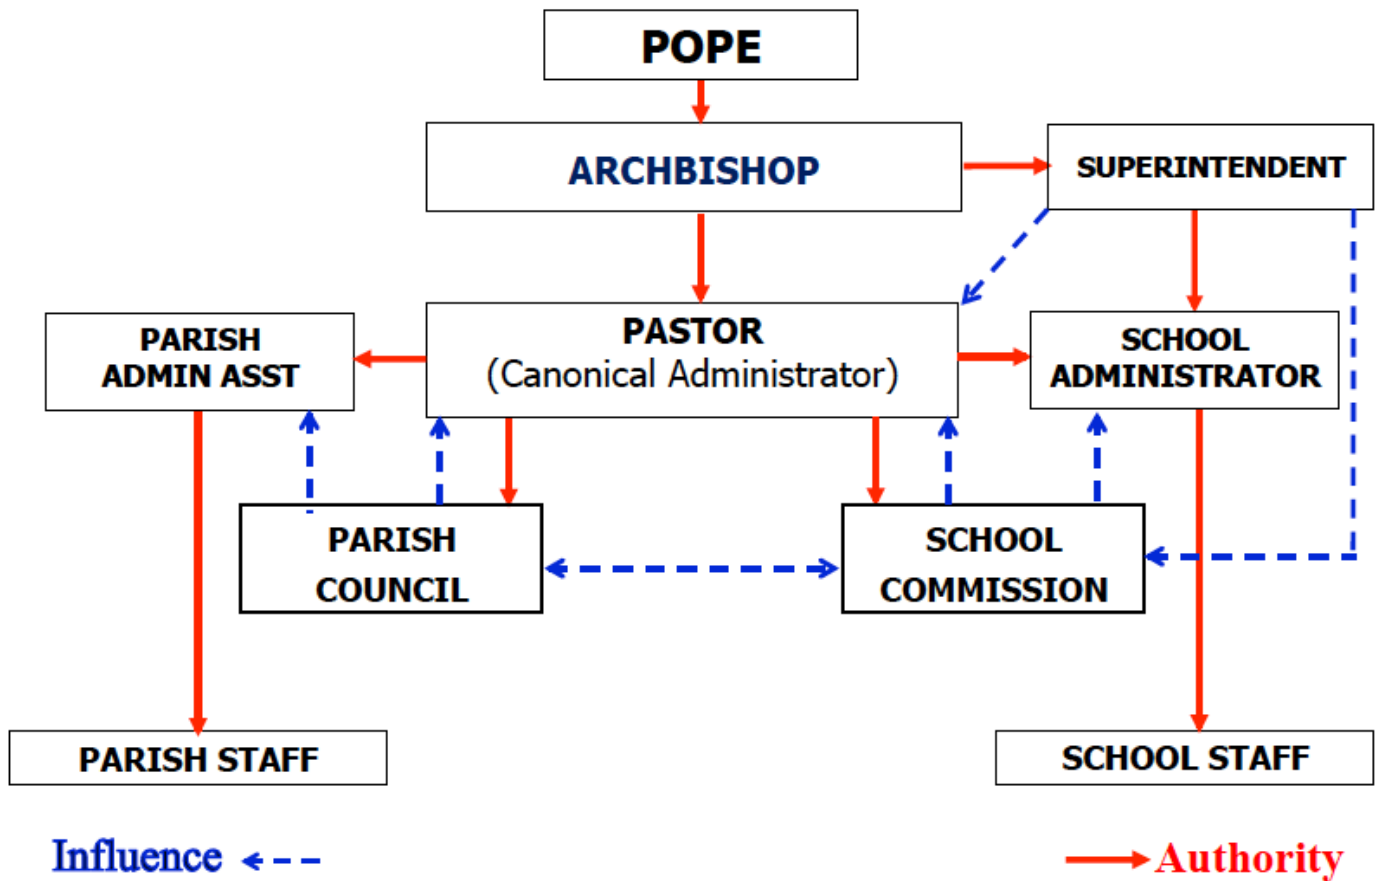 POPE
ARCHBISHOP
SUPERINTENDENT
PARISH
ADMIN ASST
PASTOR
(Canonical Administrator)
SCHOOL
ADMINISTRATOR
PARISH
COUNCIL
SCHOOL
COMMISSION
PARISH STAFF
SCHOOL STAFF
Influence
Authority